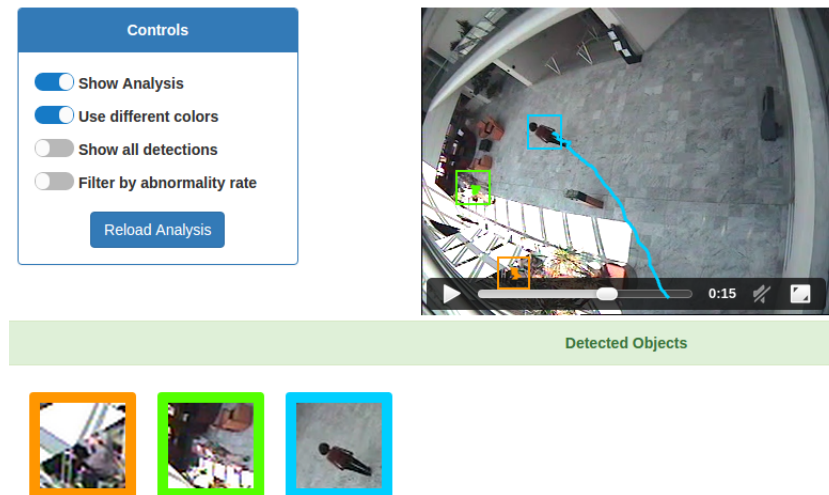 Controls
Show Analysis
Use different colors
Show all detections
Filter by abnormality rate
Reload Analysis
0:15
Detected Objects